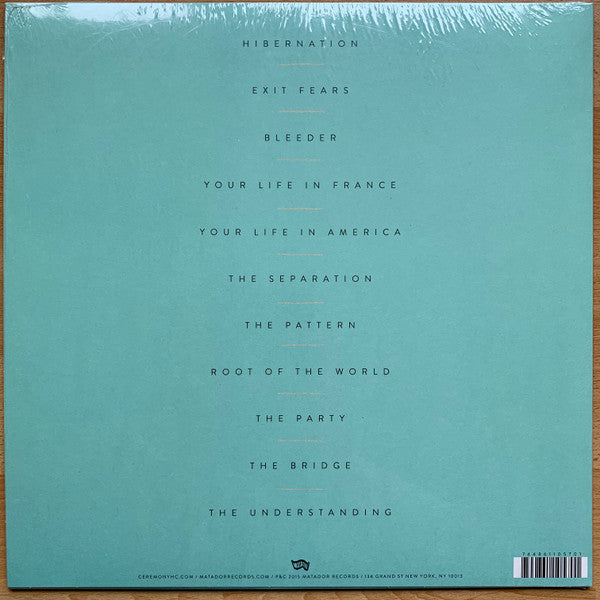 HIBERNATION
EXIT FEARS
BLEEDER
YOUR LIFE IN FRANCE
YOUR LIFE IN AMERICA
THE SEPARATION
THE PATTERN
ROOT OF THE WORLD
THE PARTY
THE BRIDGE
THE UNDERSTANDING
744861105701
CEREMONYHC.COM / MATADORRECORDS.COM / P&C 2015 MATADOR RECORDS / 134 GRAND ST NEW YORK, NY 10013